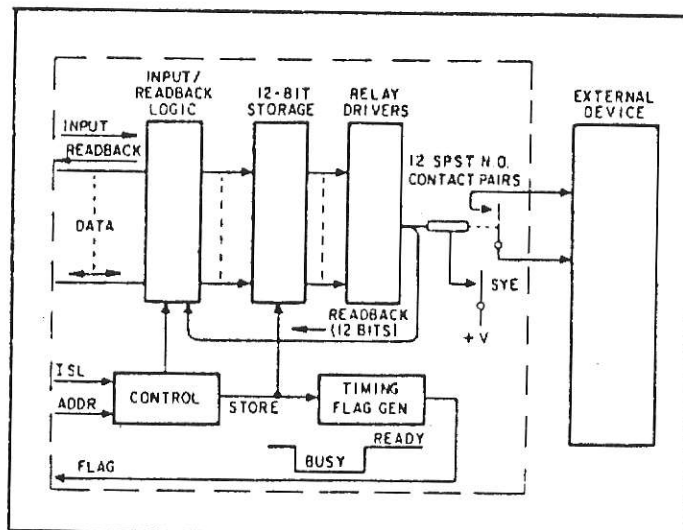 INPUT/
READBACK
LOGIC
12-BIT
STORAGE
RELAY
DRIVERS
EXTERNAL
DEVICE
INPUT
READBACK
DATA
12 SPST N.O.
CONTACT PAIRS
SYE
+V
READBACK
(12 BITS)
ISL
ADDR
CONTROL
STORE
TIMING
FLAG GEN
READY
BUSY
FLAG